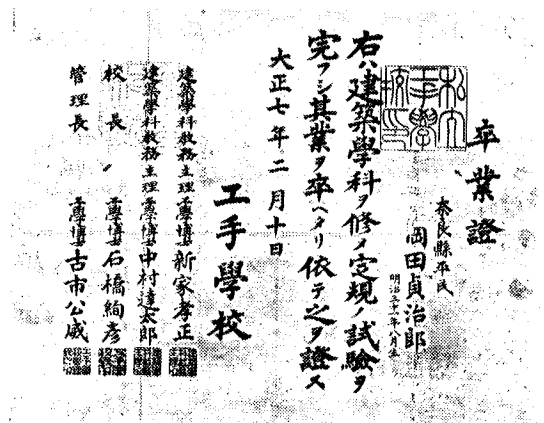 卒業證
奈良縣平民
岡田貞治郎
明治三十一年八月生
右ハ建築學科ヲ修メ定規ノ試驗ヲ
完フシ其業ヲ卒ヘタリ依テ之ヲ證ス
大正七年二月十日
工手學校
建築學科教務主理 工學博士 新家孝正
建築學科教務主理 工學博士 中村達太郎
校長 工學博士 石橋絢彦
管理長 工學博士 古市公威